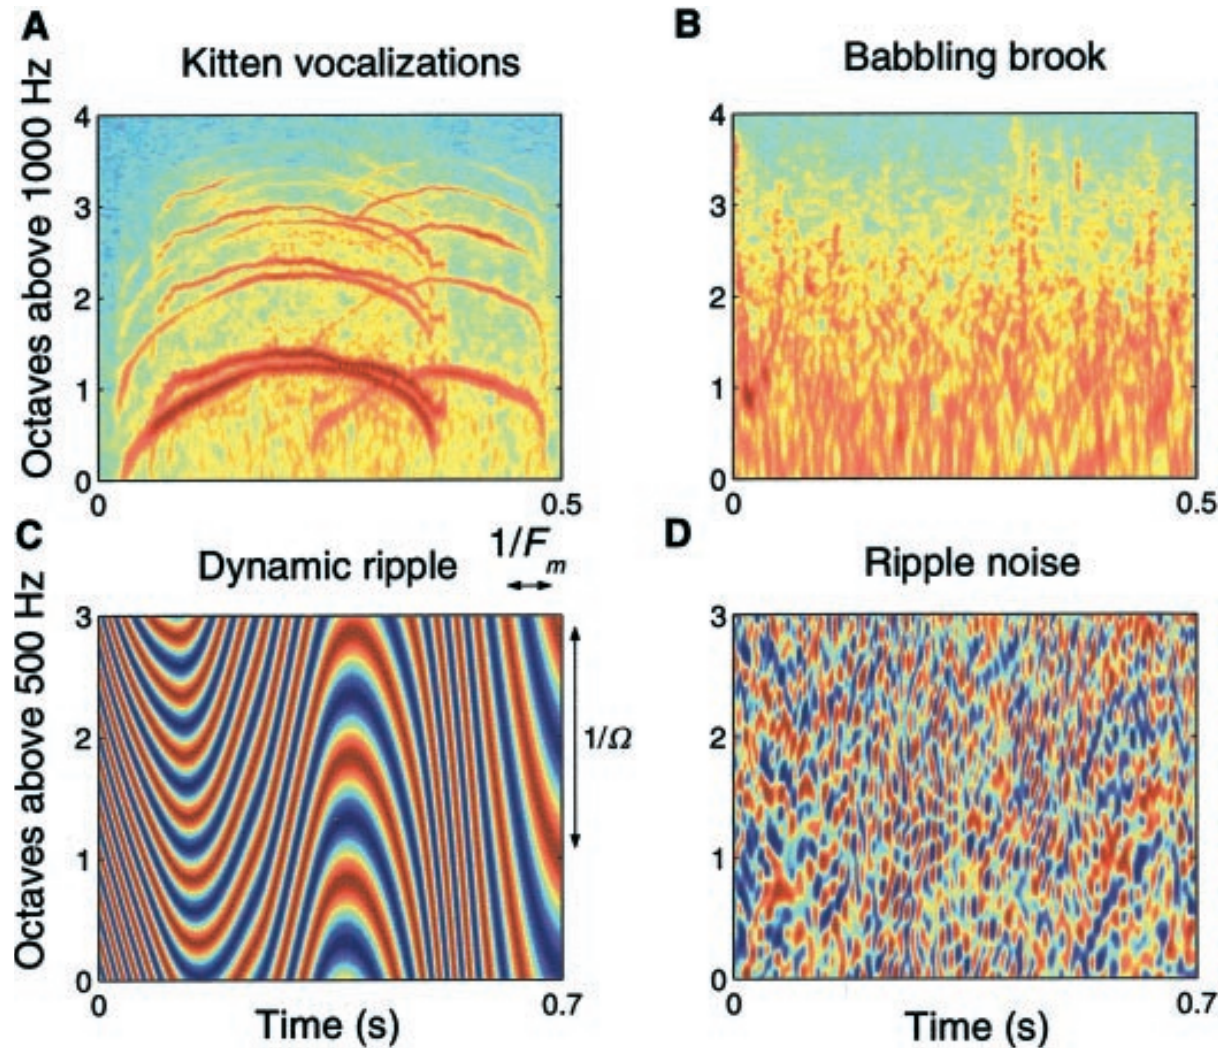 A
Kitten vocalizations
Octaves above 1000 Hz
4
3
2
1
0
0
0.5
B
Babbling brook
4
3
2
1
0
0
0.5
C
Dynamic ripple
1/Fm
Octaves above 500 Hz
3
2
1
0
1/Ω
0
0.7
Time (s)
D
Ripple noise
3
2
1
0
0
0.7
Time (s)